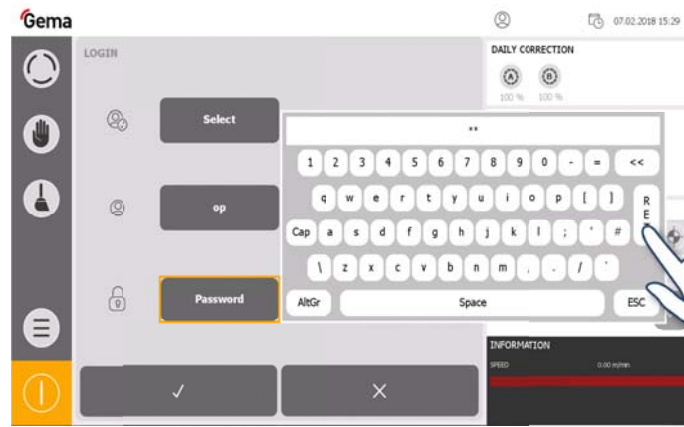 Gema
07.02.2018 15:29
LOGIN
DAILY CORRECTION
A B
100 % 100 %
Select
**
1 2 3 4 5 6 7 8 9 0 - = <<
q w e r t y u i o p [ ] RET
op
Cap a s d f g h j k l ; ' #
\ z x c v b n m , . / `
Password
AltGr Space ESC
INFORMATION
SPEED 0.00 m/min